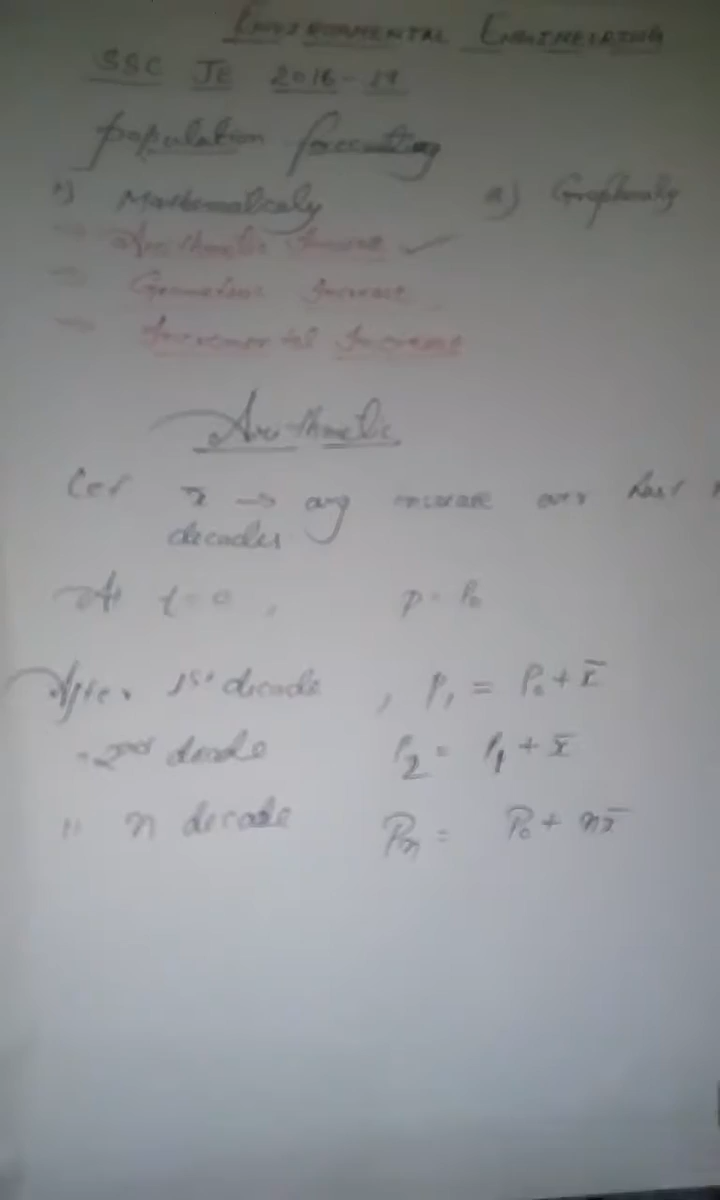 ENVIRONMENTAL ENGINEERING
SSC JE 2016-19
population forecasting
1) Mathematically 2) Graphically
→ Arithmetic Increase ✓
→ Geometric Increase
→ Incremental Increase
Arithmetic
Let x̄ → avg increase over last
decades
At t=0, P = P₀
After 1st decade, P₁ = P₀ + x̄
2nd decade P₂ = P₁ + x̄
" n decade Pₙ = P₀ + nx̄